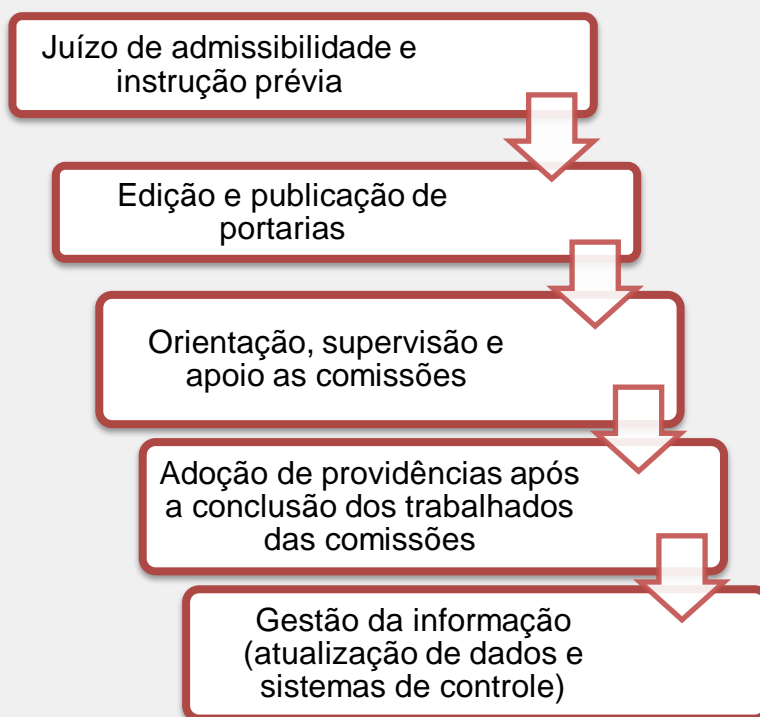 Juízo de admissibilidade e
instrução prévia
Edição e publicação de
portarias
Orientação, supervisão e
apoio as comissões
Adoção de providências após
a conclusão dos trabalhados
das comissões
Gestão da informação
(atualização de dados e
sistemas de controle)